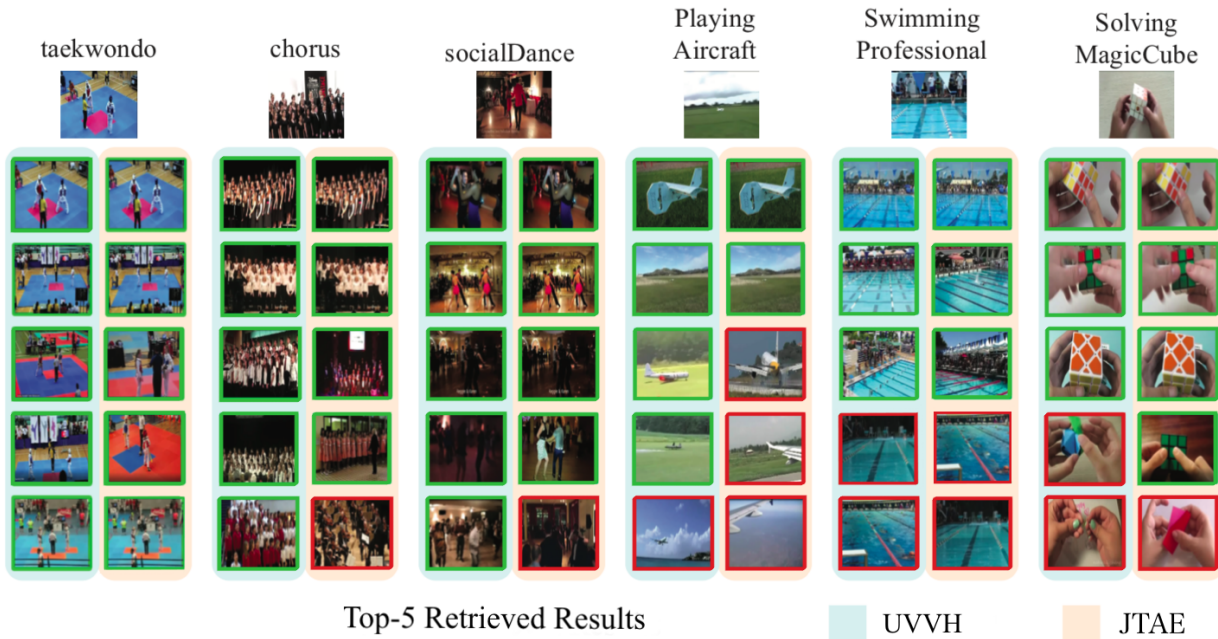 taekwondo
chorus
socialDance
Playing
Aircraft
Swimming
Professional
Solving
MagicCube
Top-5 Retrieved Results
UVVH
JTAE